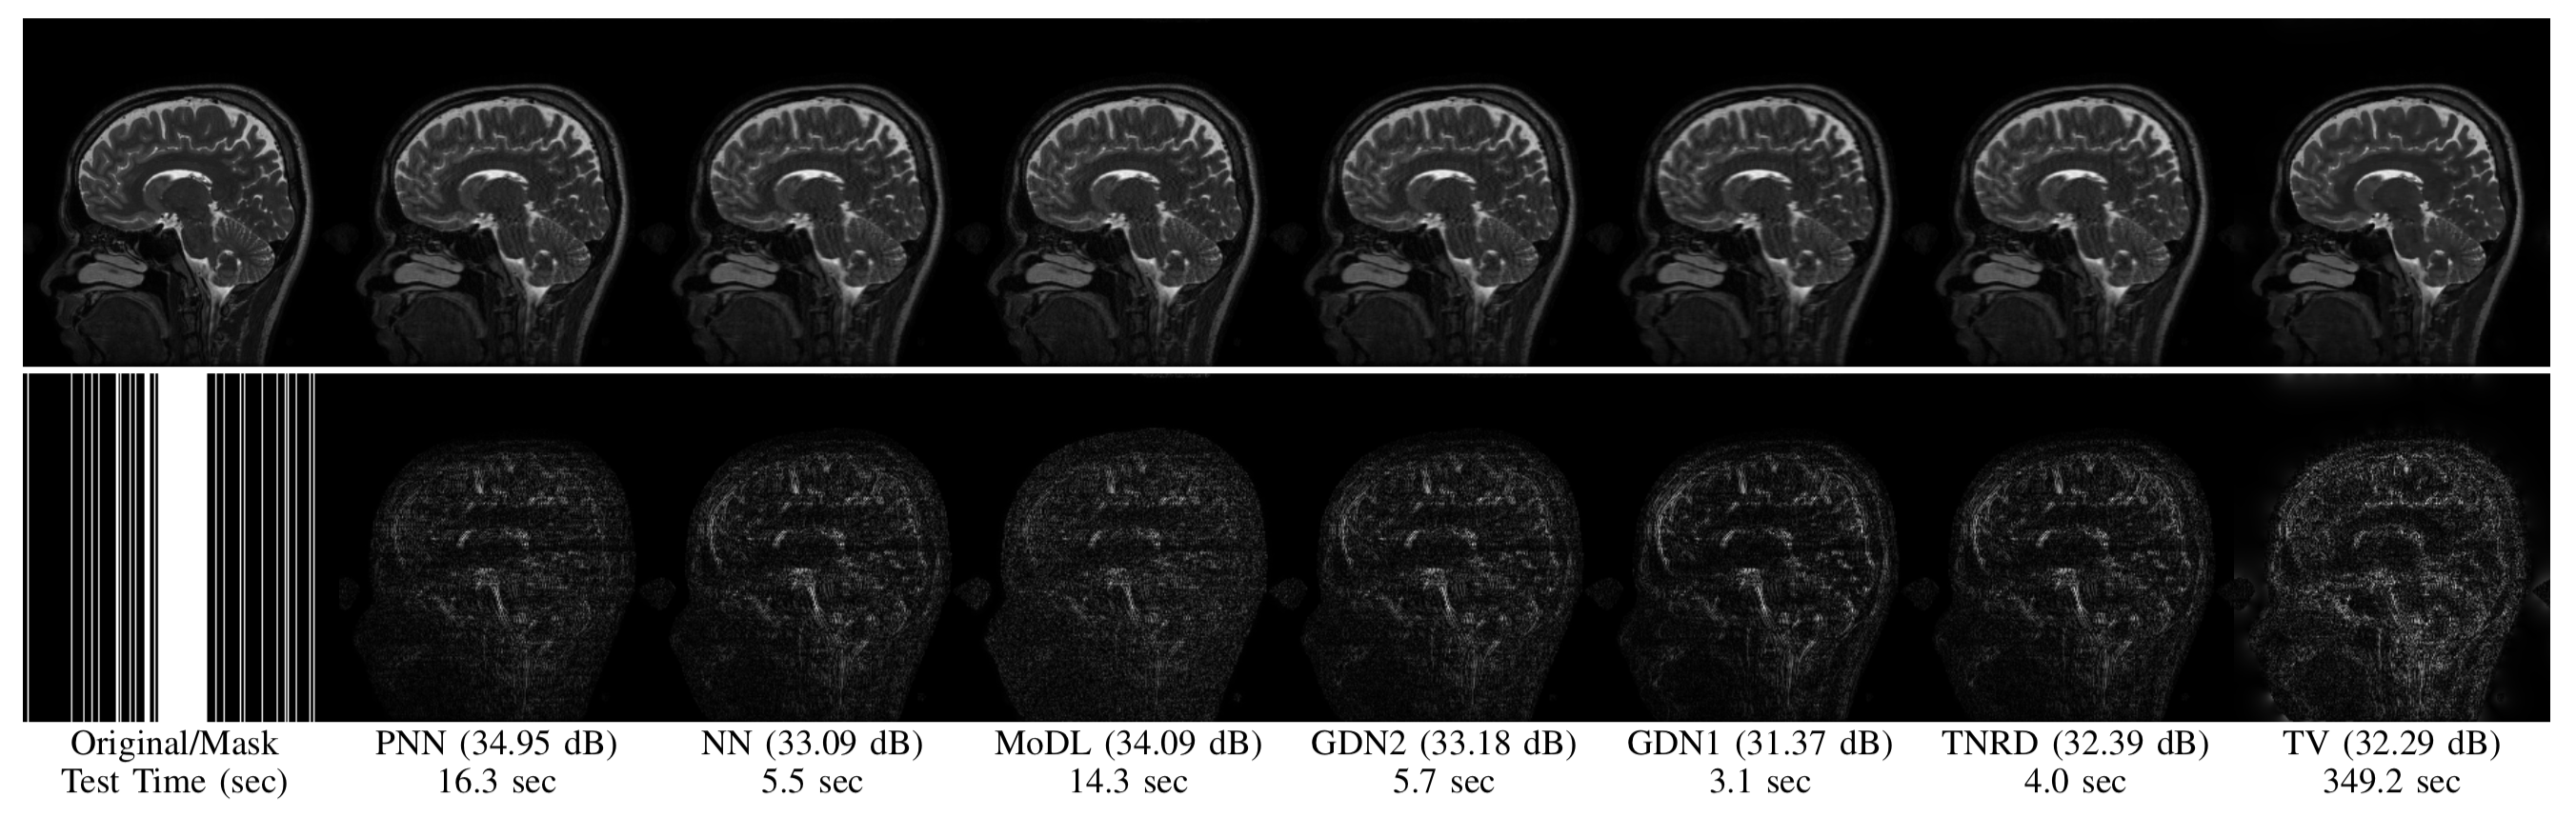 Original/Mask PNN (34.95 dB) NN (33.09 dB) MoDL (34.09 dB) GDN2 (33.18 dB) GDN1 (31.37 dB) TNRD (32.39 dB) TV (32.29 dB)
Test Time (sec) 16.3 sec 5.5 sec 14.3 sec 5.7 sec 3.1 sec 4.0 sec 349.2 sec